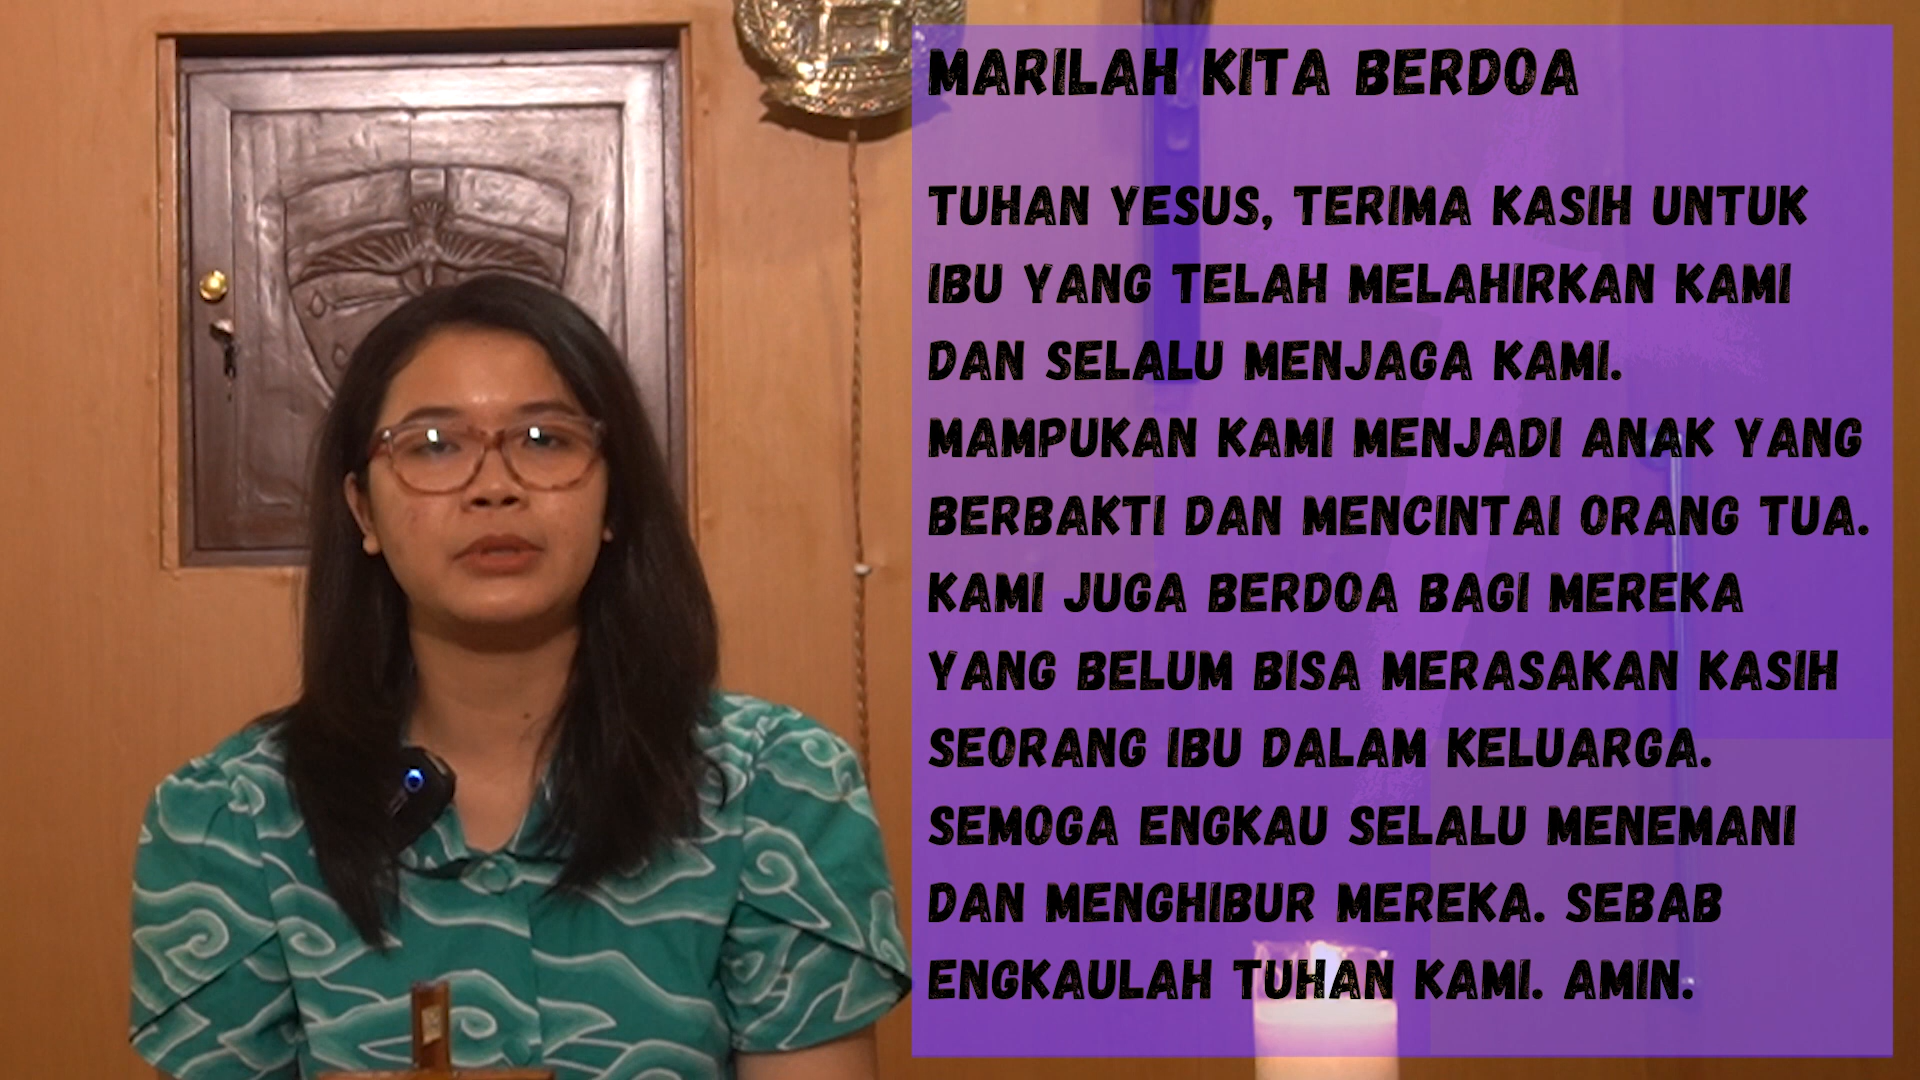 MARILAH KITA BERDOA
TUHAN YESUS, TERIMA KASIH UNTUK
IBU YANG TELAH MELAHIRKAN KAMI
DAN SELALU MENJAGA KAMI.
MAMPUKAN KAMI MENJADI ANAK YANG
BERBAKTI DAN MENCINTAI ORANG TUA.
KAMI JUGA BERDOA BAGI MEREKA
YANG BELUM BISA MERASAKAN KASIH
SEORANG IBU DALAM KELUARGA.
SEMOGA ENGKAU SELALU MENEMANI
DAN MENGHIBUR MEREKA. SEBAB
ENGKAULAH TUHAN KAMI. AMIN.